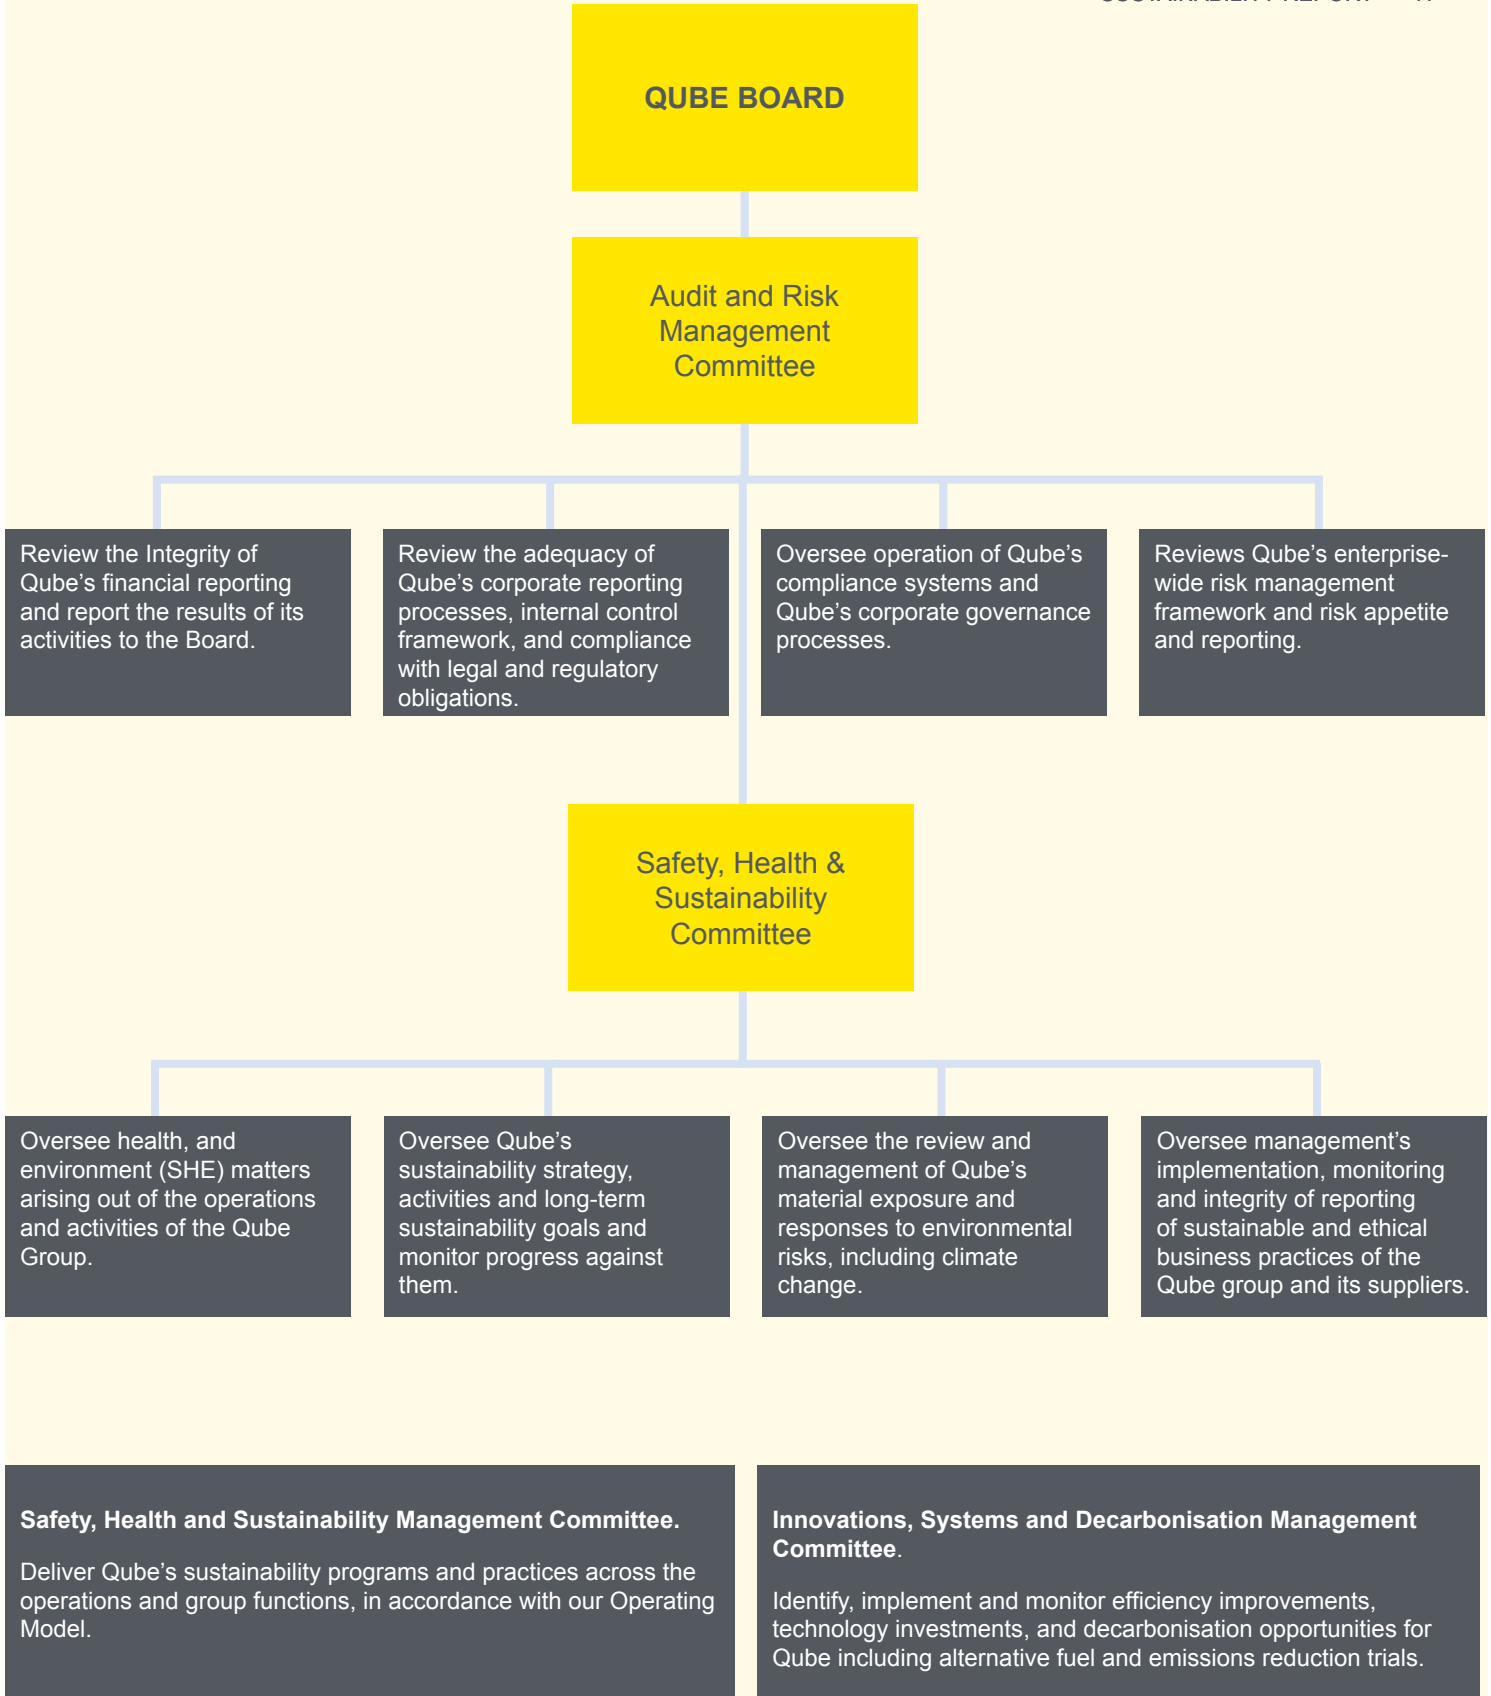 QUBE BOARD
Audit and Risk
Management
Committee
Review the Integrity of
Qube’s financial reporting
and report the results of its
activities to the Board.
Review the adequacy of
Qube’s corporate reporting
processes, internal control
framework, and compliance
with legal and regulatory
obligations.
Oversee operation of Qube’s
compliance systems and
Qube’s corporate governance
processes.
Reviews Qube’s enterprise-
wide risk management
framework and risk appetite
and reporting.
Safety, Health &
Sustainability
Committee
Oversee health, and
environment (SHE) matters
arising out of the operations
and activities of the Qube
Group.
Oversee Qube’s
sustainability strategy,
activities and long-term
sustainability goals and
monitor progress against
them.
Oversee the review and
management of Qube’s
material exposure and
responses to environmental
risks, including climate
change.
Oversee management’s
implementation, monitoring
and integrity of reporting
of sustainable and ethical
business practices of the
Qube group and its suppliers.
Safety, Health and Sustainability Management Committee.
Deliver Qube’s sustainability programs and practices across the
operations and group functions, in accordance with our Operating
Model.
Innovations, Systems and Decarbonisation Management
Committee.
Identify, implement and monitor efficiency improvements,
technology investments, and decarbonisation opportunities for
Qube including alternative fuel and emissions reduction trials.